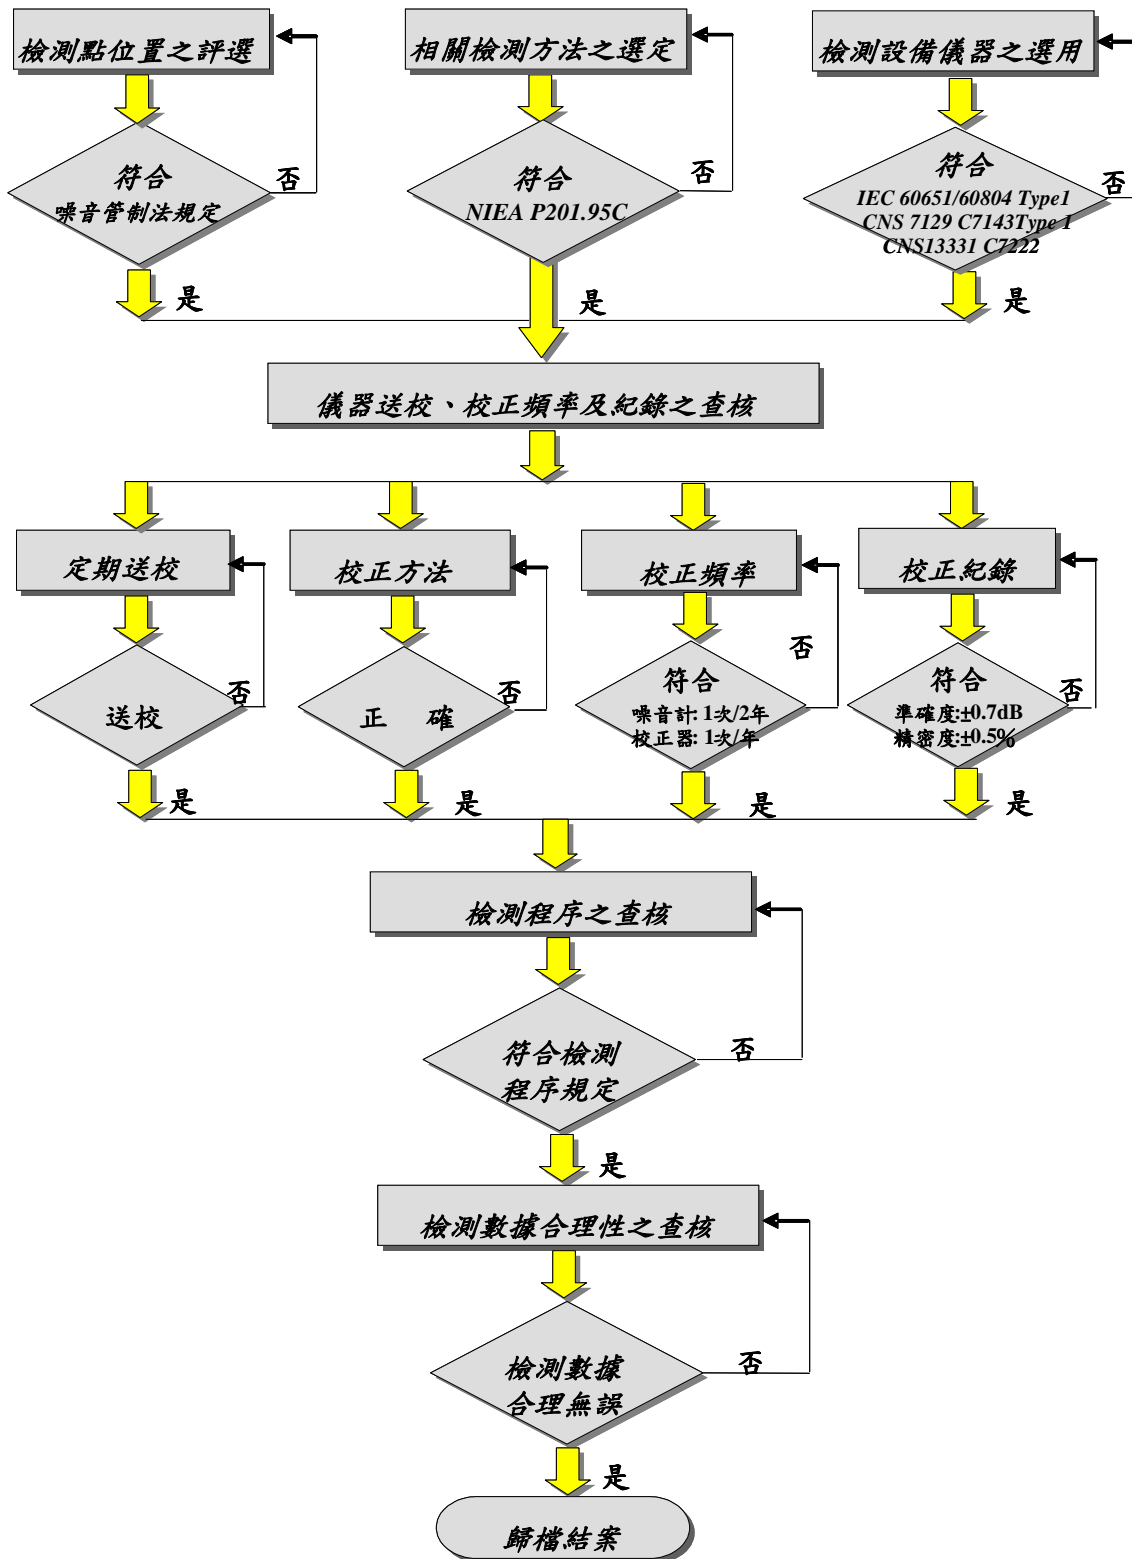 檢測點位置之評選
相關檢測方法之選定
檢測設備儀器之選用
符合
噪音管制法規定
否
符合
NIEA P201.95C
否
符合
IEC 60651/60804 Type1
CNS 7129 C7143Type 1
CNS13331 C7222
否
是
是
是
儀器送校、校正頻率及紀錄之查核
定期送校
校正方法
校正頻率
校正紀錄
送校
否
正 確
否
符合
噪音計: 1次/2年
校正器: 1次/年
否
符合
準確度:±0.7dB
精密度:±0.5%
否
是
是
是
是
檢測程序之查核
符合檢測
程序規定
否
是
檢測數據合理性之查核
檢測數據
合理無誤
否
是
歸檔結案